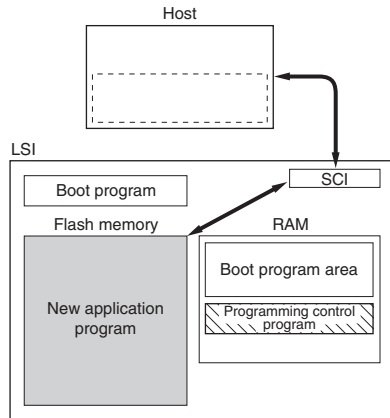 Host
LSI
SCI
Boot program
Flash memory
RAM
Boot program area
New application
program
Programming control
program